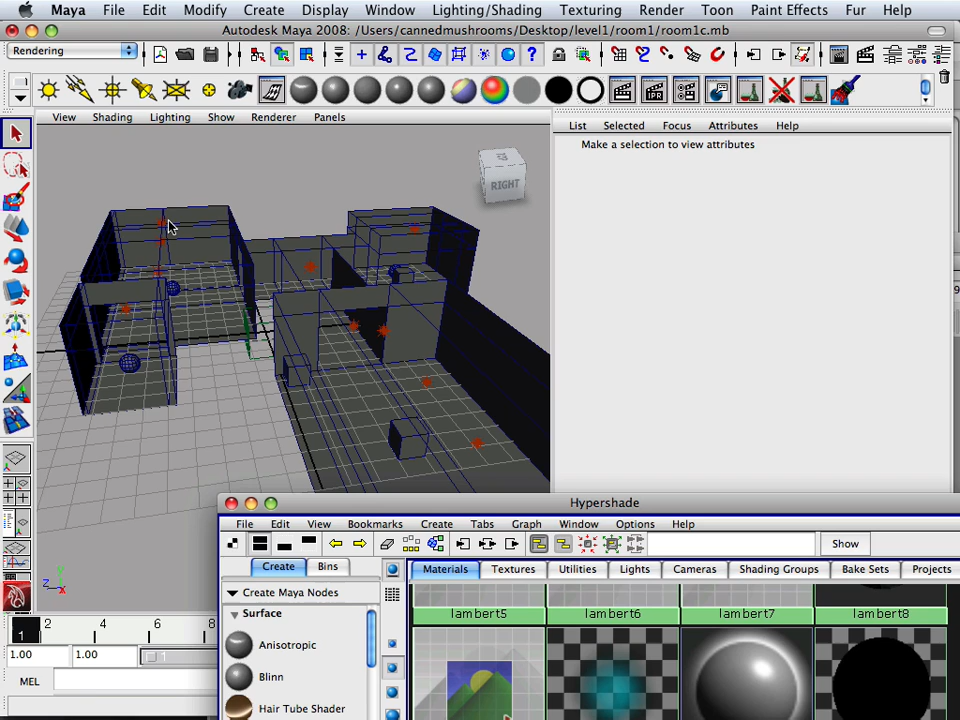 Maya File Edit Modify Create Display Window Lighting/Shading Texturing Render Toon Paint Effects Fur Help
Autodesk Maya 2008: /Users/cannedmushrooms/Desktop/level1/room1/room1c.mb
Rendering
View Shading Lighting Show Renderer Panels
List Selected Focus Attributes Help
Make a selection to view attributes
RIGHT
Hypershade
File Edit View Bookmarks Create Tabs Graph Window Options Help
Show
Create Bins
Materials Textures Utilities Lights Cameras Shading Groups Bake Sets Projects
Create Maya Nodes
Surface
lambert5 lambert6 lambert7 lambert8
Anisotropic
Blinn
Hair Tube Shader
Y
Z X
1 2 4 6 8
1.00 1.00
MEL